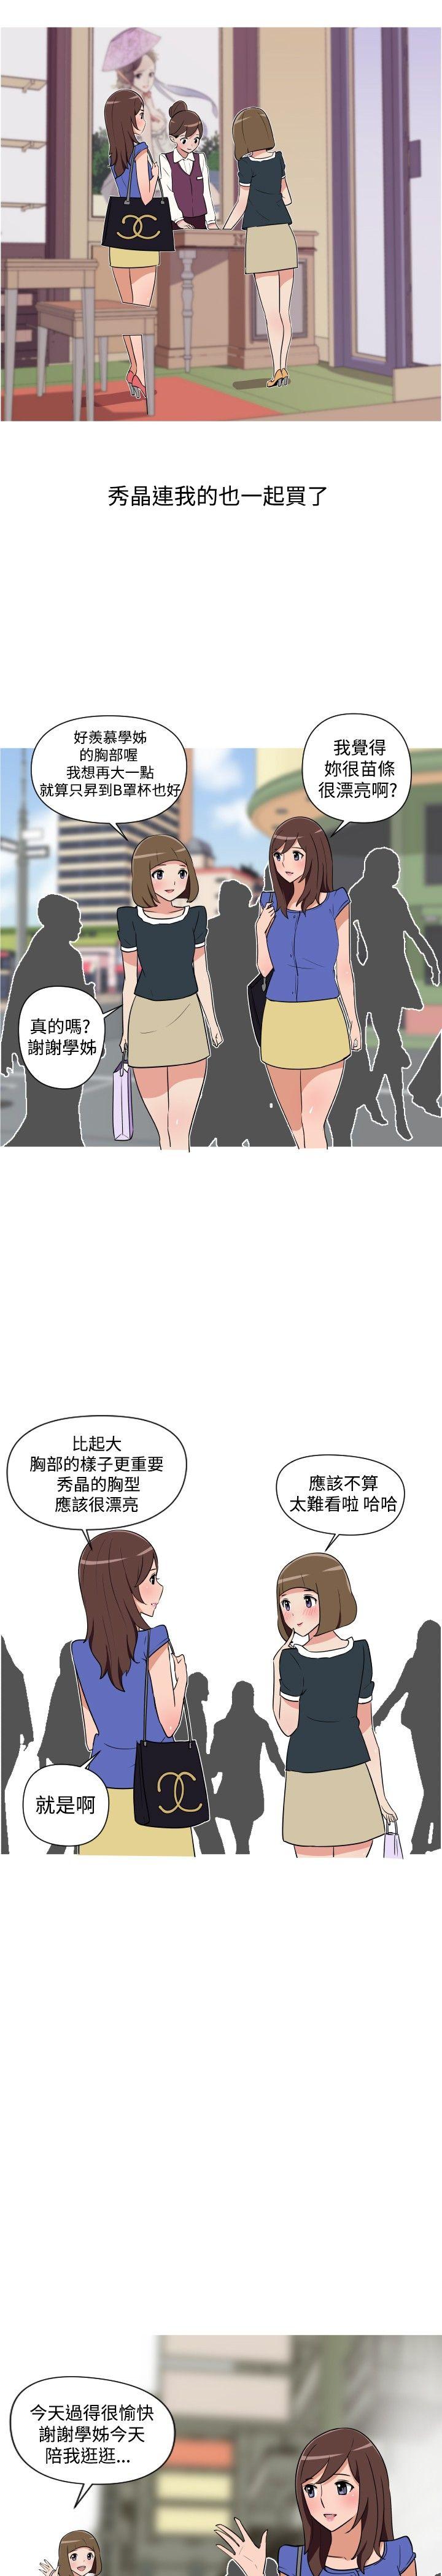 秀晶連我的也一起買了
好羨慕學姊
的胸部喔
我想再大一點
就算只昇到B罩杯也好
我覺得
妳很苗條
很漂亮啊?
真的嗎?
謝謝學姊
比起大
胸部的樣子更重要
秀晶的胸型
應該很漂亮
應該不算
太難看啦 哈哈
就是啊
今天過得很愉快
謝謝學姊今天
陪我逛逛...